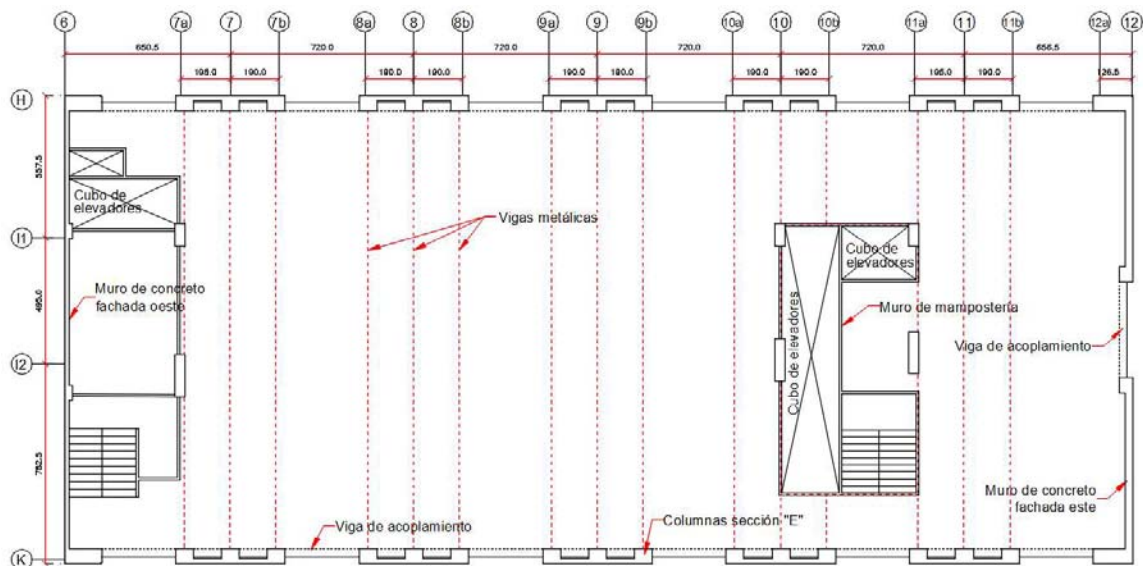 6 7a 7 7b 8a 8 8b 9a 9 9b 10a 10 10b 11a 11 11b 12a 12
650.5 720.0 720.0 720.0 720.0 656.5
195.0 190.0 190.0 190.0 190.0 190.0 190.0 190.0 195.0 190.0 126.5
H
557.5
Cubo de
elevadores
Vigas metálicas
I1
Cubo de
elevadores
495.0
Muro de concreto
fachada oeste
Cubo de elevadores
Muro de mampostería
Viga de acoplamiento
I2
782.5
Muro de concreto
fachada este
Viga de acoplamiento
Columnas sección "E"
K